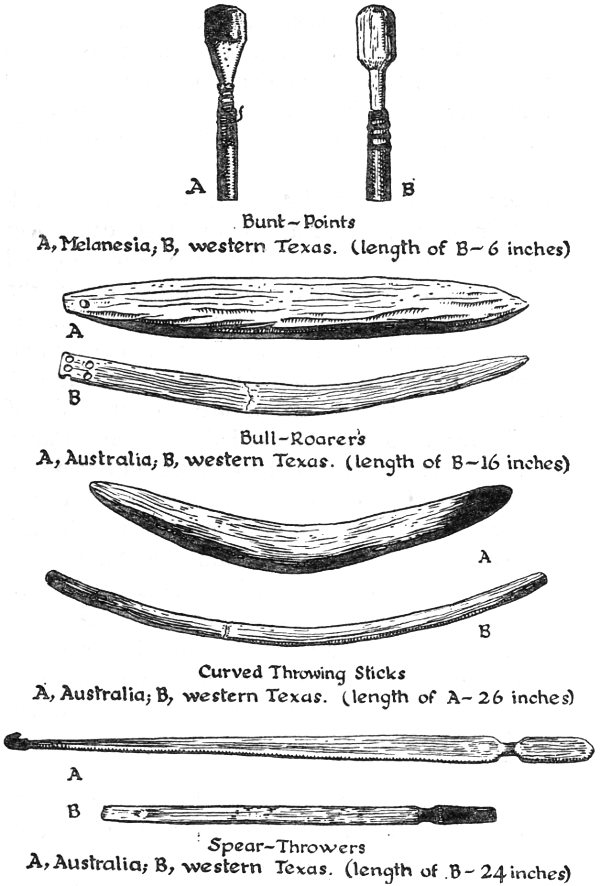 A
B
Bunt-Points
A, Melanesia; B, western Texas. (length of B-6 inches)
A
B
Bull-Roarer's
A, Australia; B, western Texas. (length of B-16 inches)
A
B
Curved Throwing Sticks
A, Australia; B, western Texas. (length of A-26 inches)
A
B
Spear-Throwers
A, Australia; B, western Texas. (length of B-24 inches)